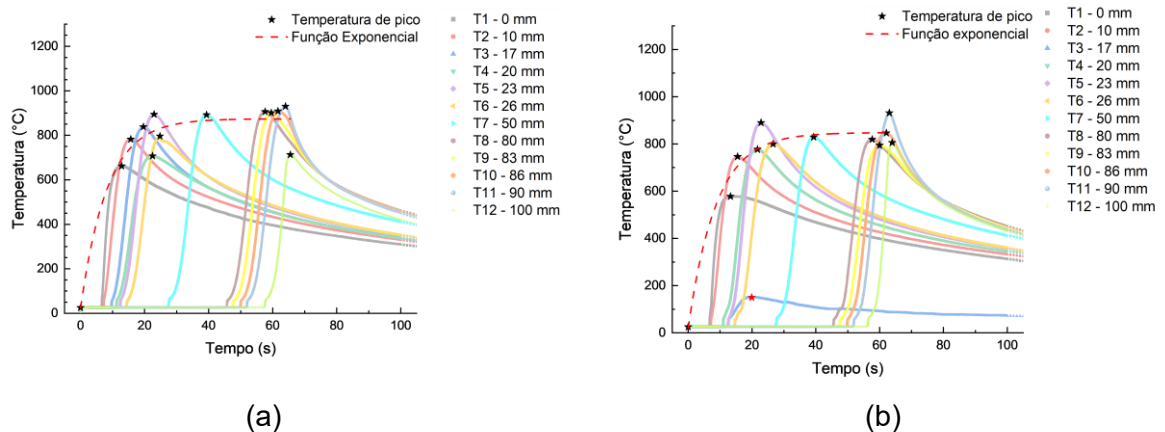 ★ Temperatura de pico
--- Função Exponencial
Temperatura (°C)
1200
1000
800
600
400
200
0
0 20 40 60 80 100
Tempo (s)
T1 - 0 mm
T2 - 10 mm
T3 - 17 mm
T4 - 20 mm
T5 - 23 mm
T6 - 26 mm
T7 - 50 mm
T8 - 80 mm
T9 - 83 mm
T10 - 86 mm
T11 - 90 mm
T12 - 100 mm
(a)
★ Temperatura de pico
--- Função exponencial
Temperatura (°C)
1200
1000
800
600
400
200
0
0 20 40 60 80 100
Tempo (s)
T1 - 0 mm
T2 - 10 mm
T3 - 17 mm
T4 - 20 mm
T5 - 23 mm
T6 - 26 mm
T7 - 50 mm
T8 - 80 mm
T9 - 83 mm
T10 - 86 mm
T11 - 90 mm
T12 - 100 mm
(b)